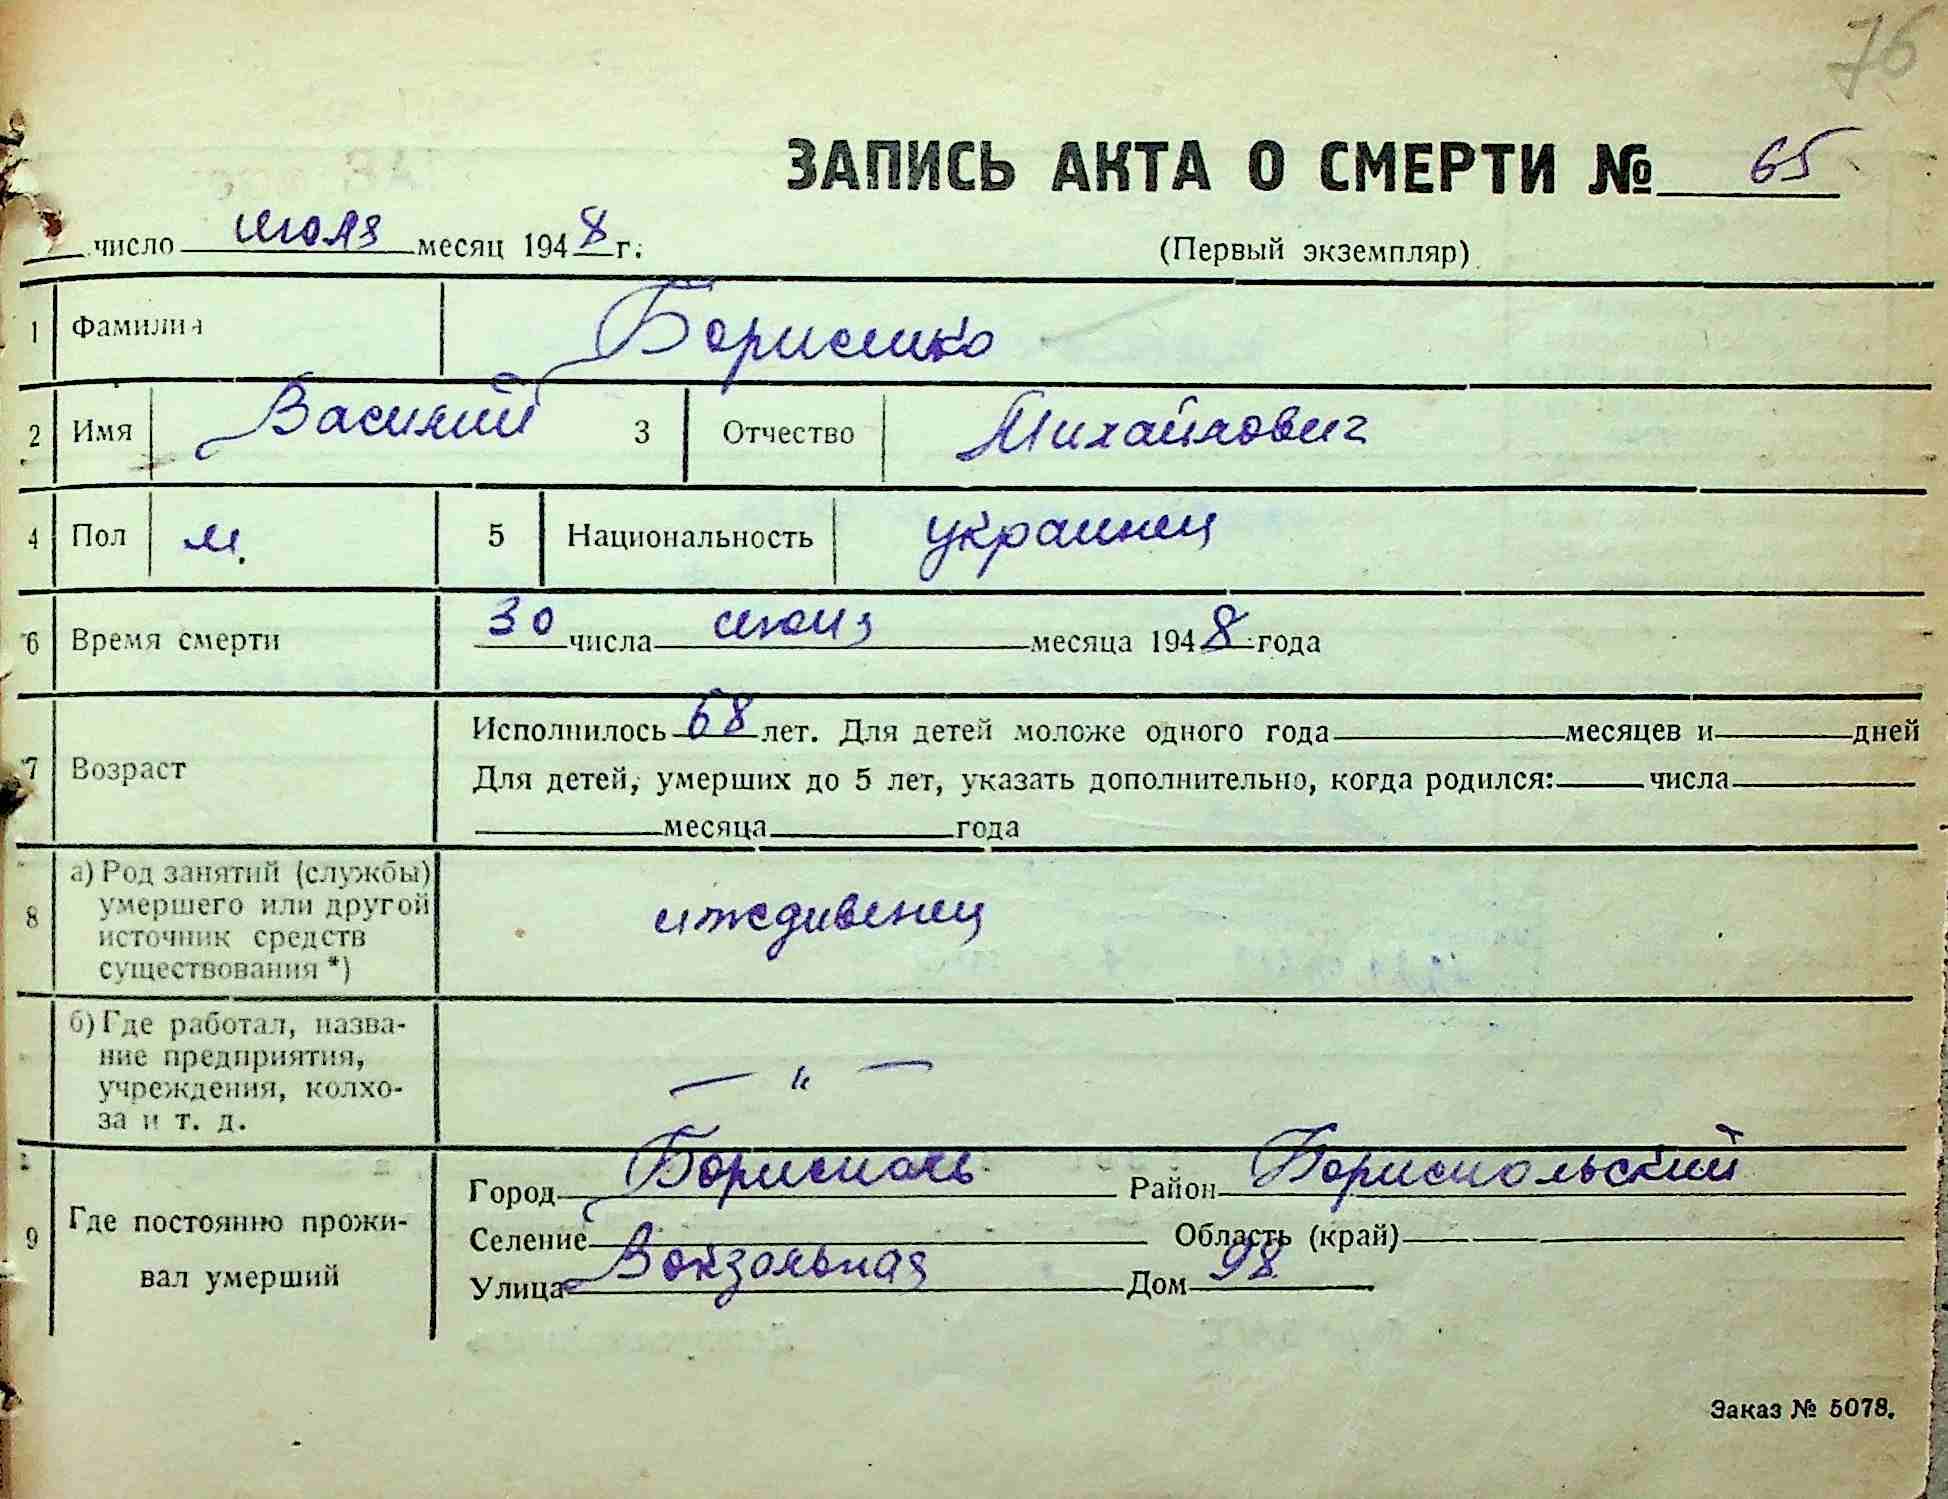 76
ЗАПИСЬ АКТА О СМЕРТИ № 65
число июля месяц 1948 г. (Первый экземпляр)
1 Фамилия Борисенко
2 Имя Василий 3 Отчество Михайлович
4 Пол м. 5 Национальность украинец
6 Время смерти 30 числа июня месяца 1948 года
Исполнилось 68 лет. Для детей моложе одного года месяцев и дней
7 Возраст Для детей, умерших до 5 лет, указать дополнительно, когда родился: числа
месяца года
а) Род занятий (службы)
8 умершего или другой иждивенец
источник средств
существования *)
б) Где работал, назва-
ние предприятия, — " —
учреждения, колхо-
за и т. д.
Город Борисполь Район Бориспольский
9 Где постоянно прожи- Селение Область (край) —
вал умерший Улица Вокзальная Дом 98
Заказ № 5078.